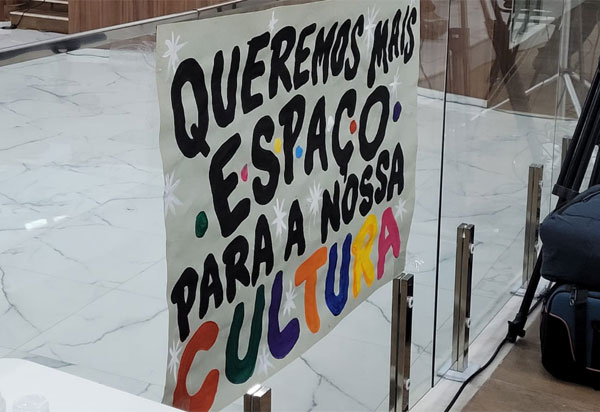 QUEREMOS MAIS
ESPAÇO
PARA A NOSSA
CULTURA